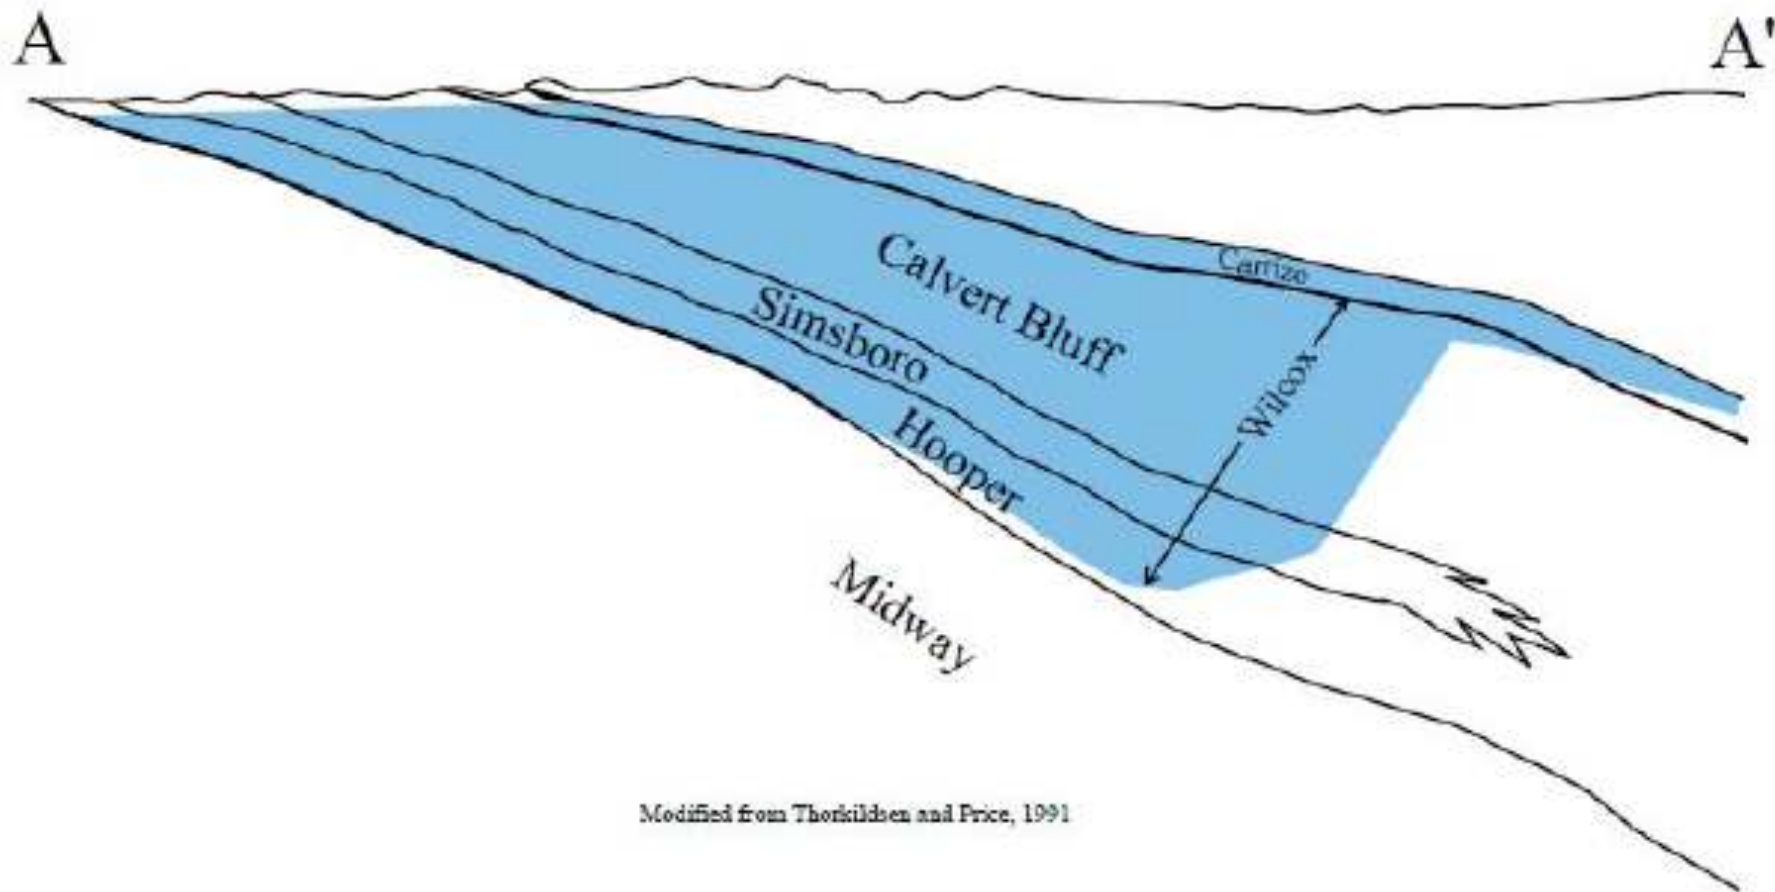 A
A'
Carrizo
Calvert Bluff
Simsboro
Wilcox
Hooper
Midway
Modified from Thorkildsen and Price, 1991